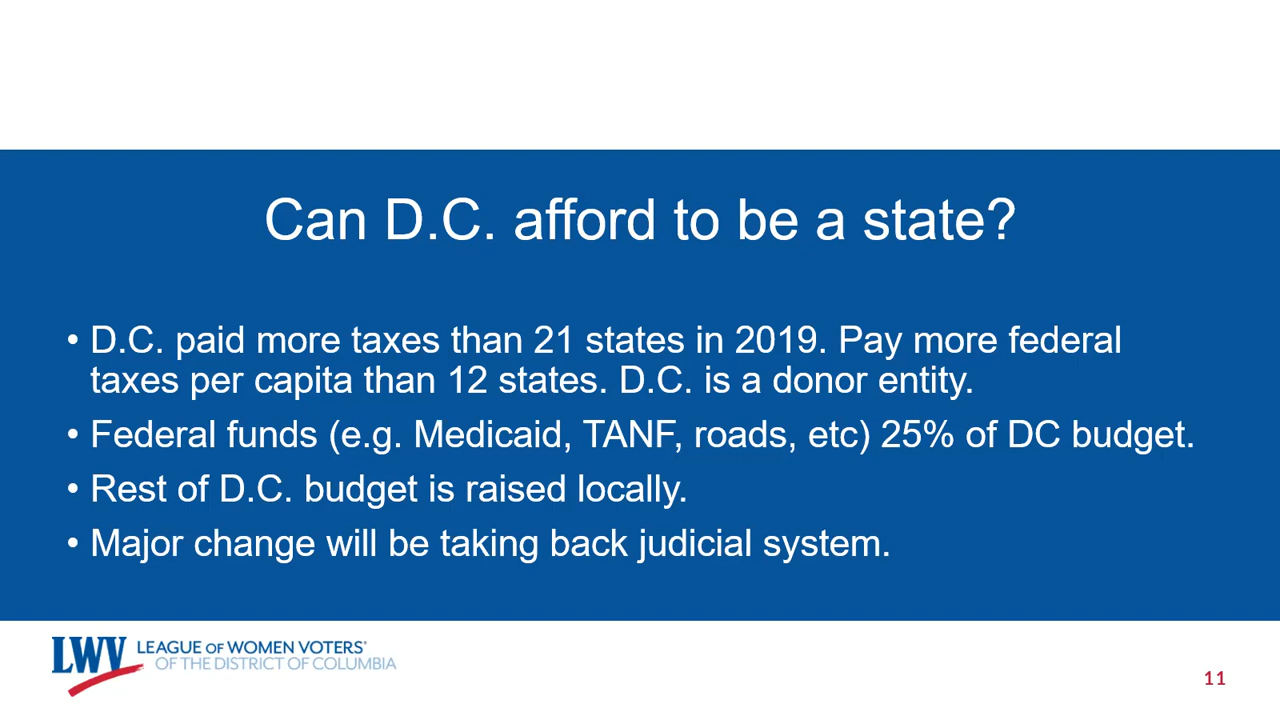 Can D.C. afford to be a state?
• D.C. paid more taxes than 21 states in 2019. Pay more federal
taxes per capita than 12 states. D.C. is a donor entity.
• Federal funds (e.g. Medicaid, TANF, roads, etc) 25% of DC budget.
• Rest of D.C. budget is raised locally.
• Major change will be taking back judicial system.
LWV LEAGUE OF WOMEN VOTERS®
OF THE DISTRICT OF COLUMBIA
11